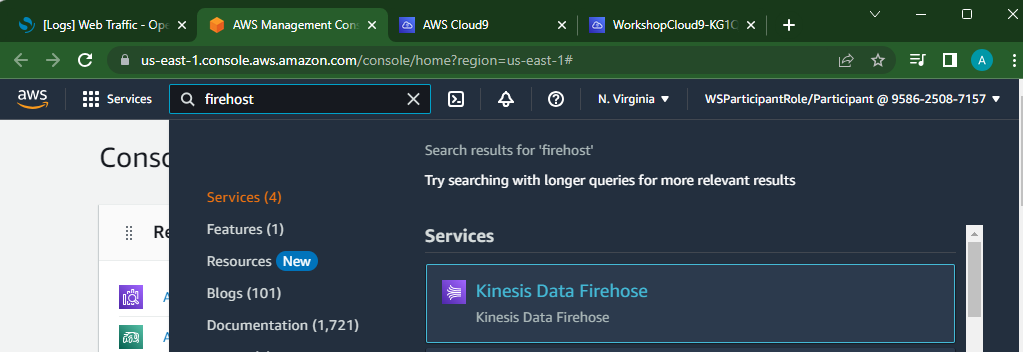 [Logs] Web Traffic - Ope
AWS Management Cons
AWS Cloud9
WorkshopCloud9-KG1C
us-east-1.console.aws.amazon.com/console/home?region=us-east-1#
A
aws
Services
firehost
N. Virginia
WSParticipantRole/Participant @ 9586-2508-7157
Conso
Search results for 'firehost'
Try searching with longer queries for more relevant results
Services (4)
Features (1)
Re
Services
Resources New
Blogs (101)
Kinesis Data Firehose
A
Kinesis Data Firehose
Documentation (1,721)
A